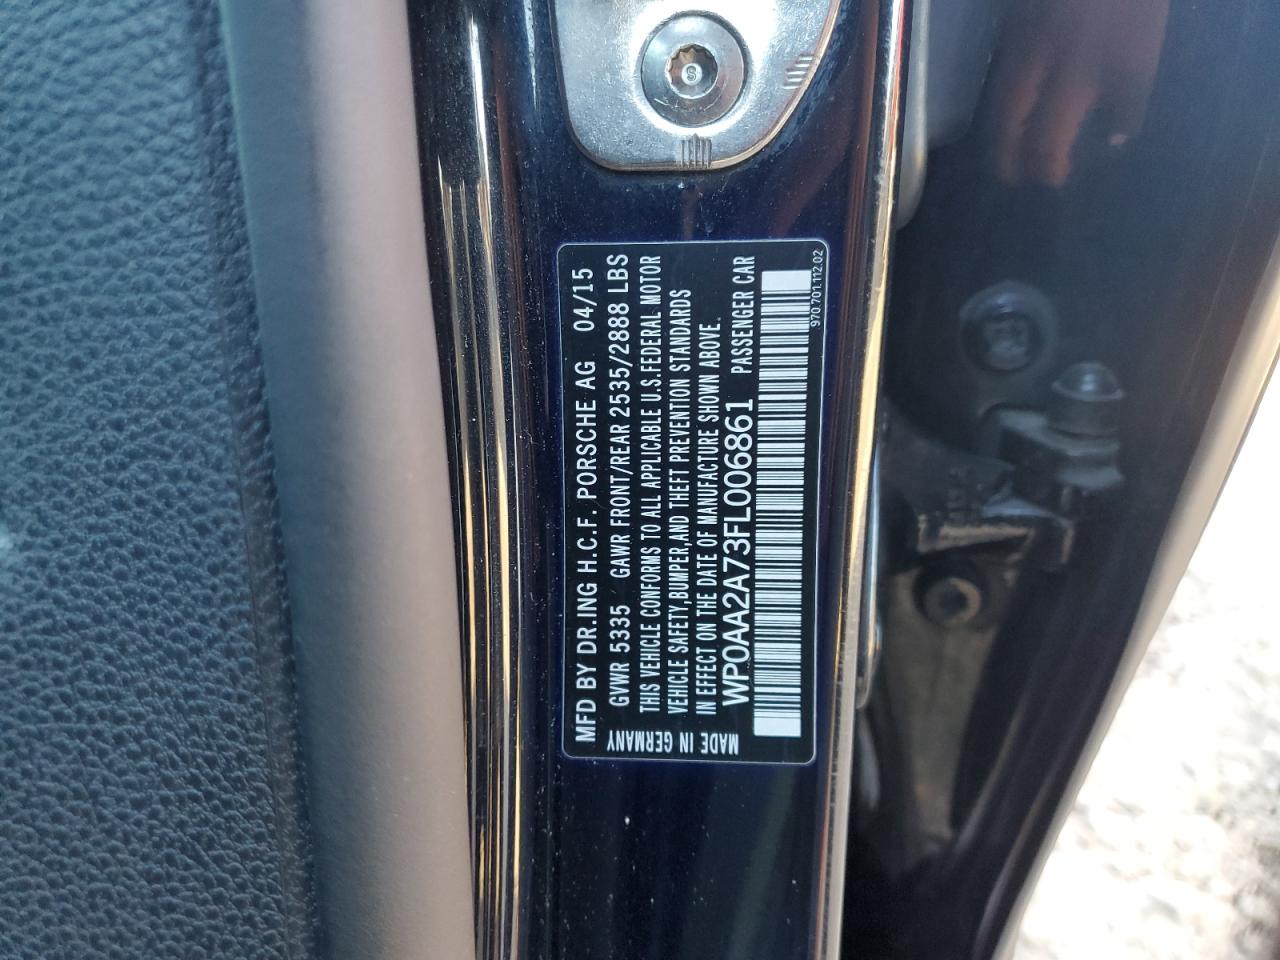 MFD BY DR.ING H.C.F. PORSCHE AG 04/15
GVWR 5335 GAWR FRONT/REAR 2535/2888 LBS
THIS VEHICLE CONFORMS TO ALL APPLICABLE U.S.FEDERAL MOTOR
VEHICLE SAFETY,BUMPER,AND THEFT PREVENTION STANDARDS
IN EFFECT ON THE DATE OF MANUFACTURE SHOWN ABOVE.
WP0AA2A73FL006861 PASSENGER CAR
970.701.112.02
MADE IN GERMANY